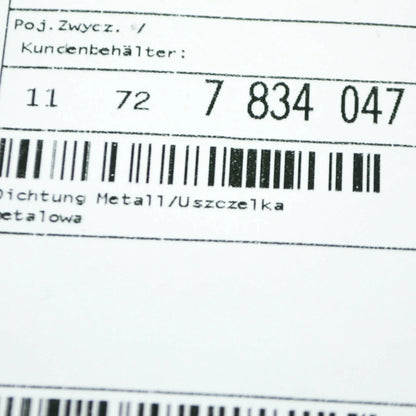 Poj.Zwycz. /
Kundenbehälter:
11 72 7 834 047
Dichtung Metall/Uszczelka
etalowa